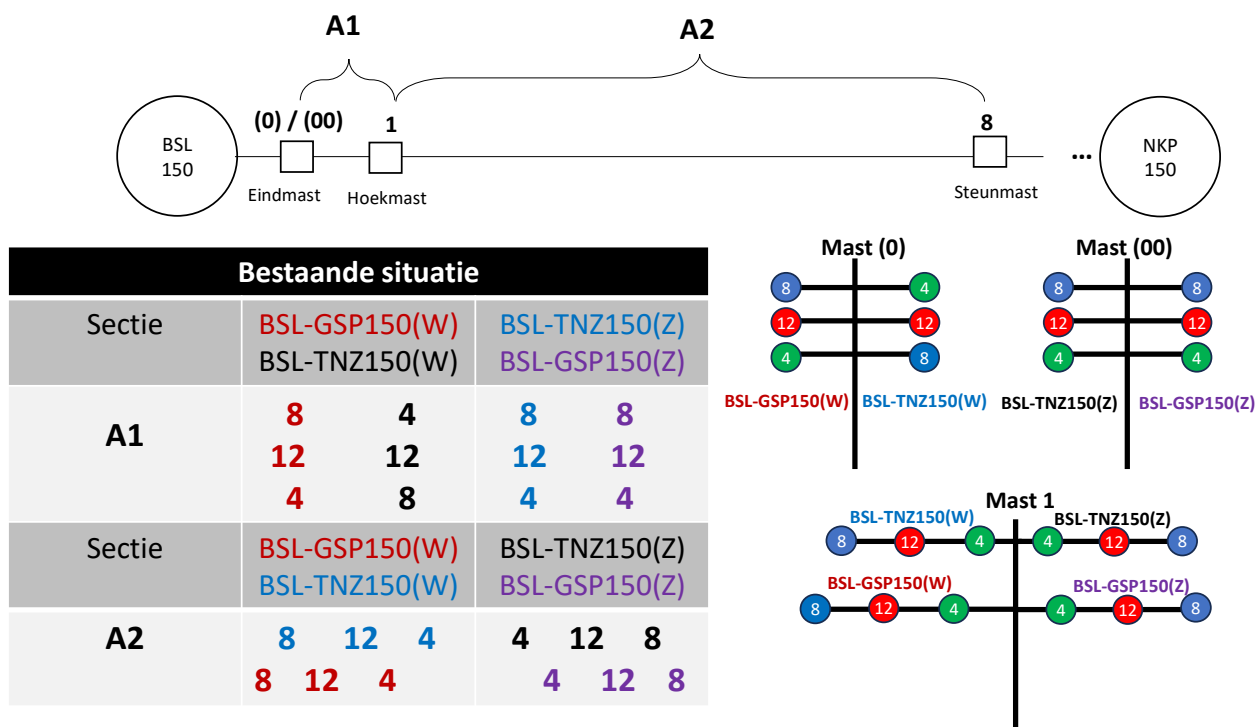 A1
A2
(0) / (00)
1
8
BSL
150
...
NKP
150
Eindmast
Hoekmast
Steunmast
Bestaande situatie
Sectie
BSL-GSP150(W)
BSL-TNZ150(W)
BSL-TNZ150(Z)
BSL-GSP150(Z)
A1
8 4 8 8
12 12 12 12
4 8 4 4
Sectie
BSL-GSP150(W)
BSL-TNZ150(W)
BSL-TNZ150(Z)
BSL-GSP150(Z)
A2
8 12 4
8 12 4
4 12 8
4 12 8
Mast (0)
8 4
12 12
4 8
BSL-GSP150(W) BSL-TNZ150(W)
Mast (00)
8 8
12 12
4 4
BSL-TNZ150(Z) BSL-GSP150(Z)
Mast 1
BSL-TNZ150(W) BSL-TNZ150(Z)
8 12 4 4 12 8
BSL-GSP150(W) BSL-GSP150(Z)
8 12 4 4 12 8